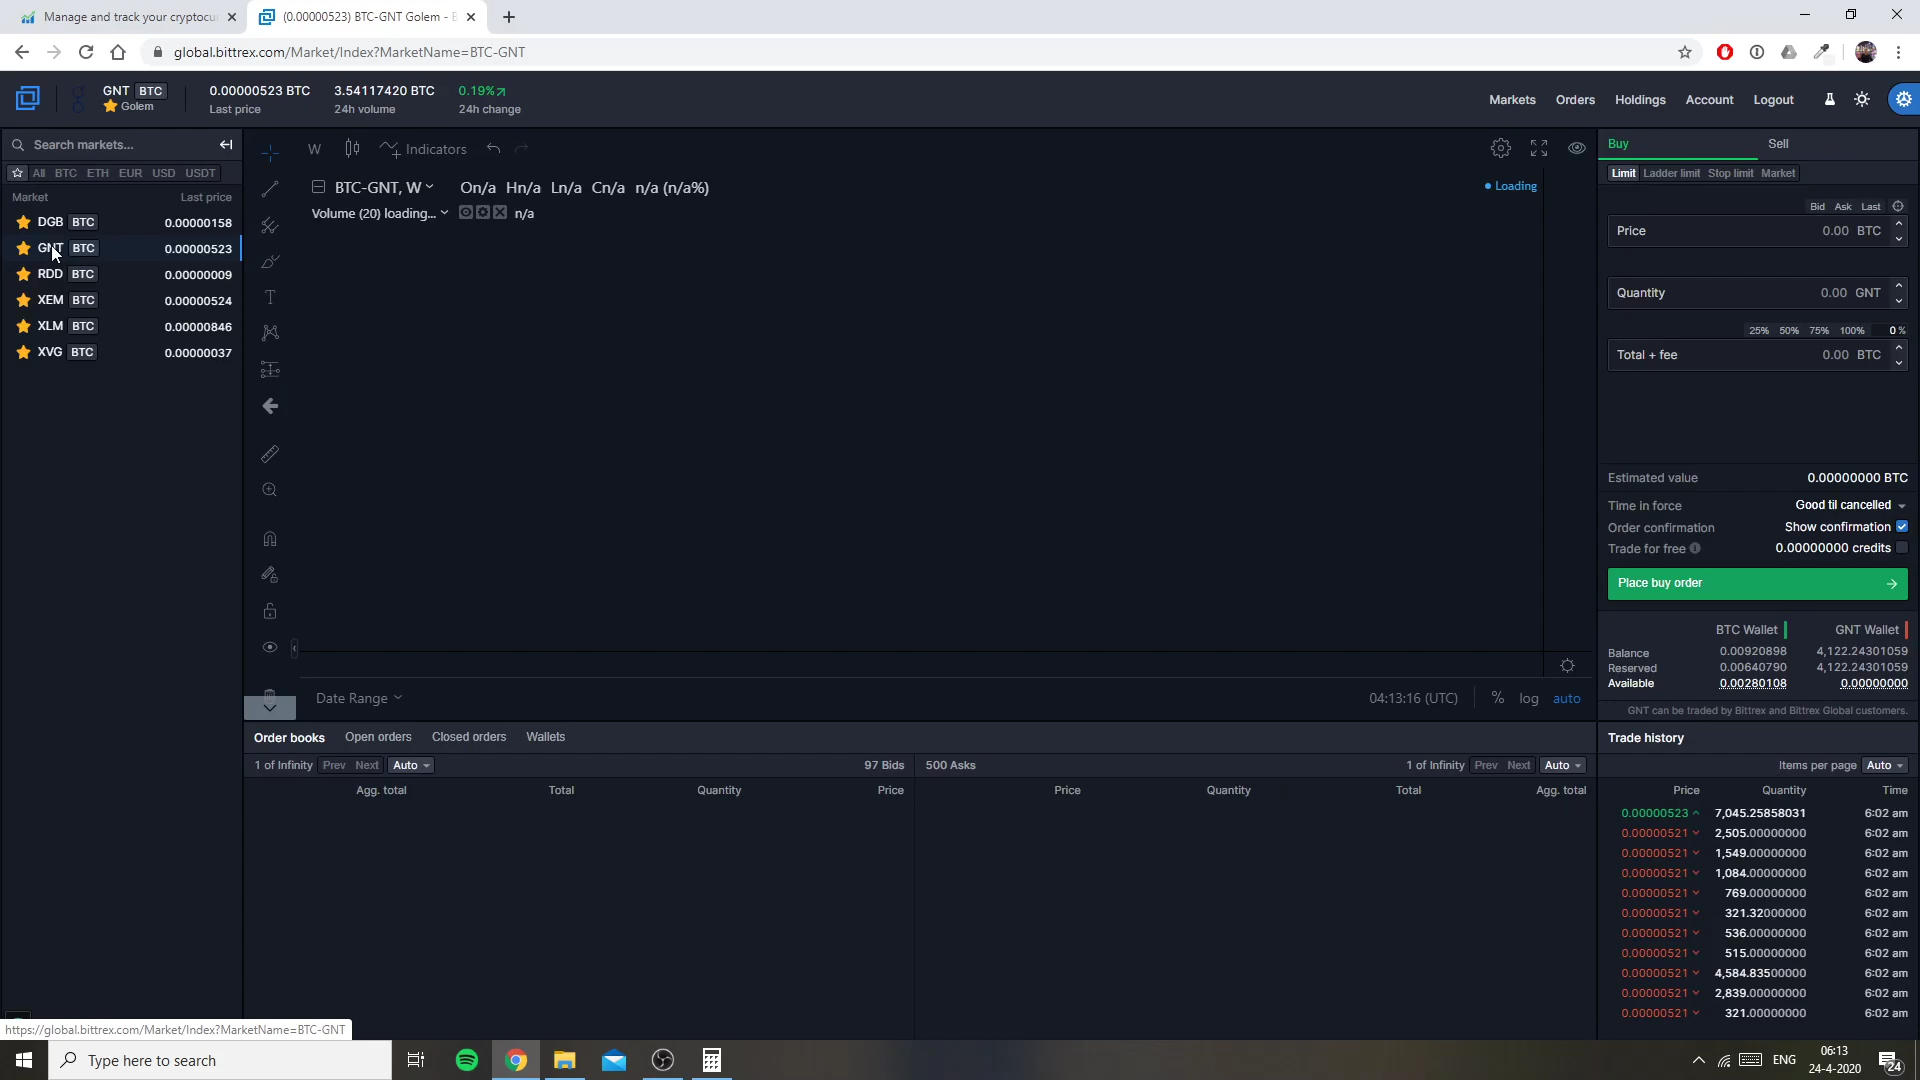 Manage and track your cryptocu
(0.00000523) BTC-GNT Golem - B
global.bittrex.com/Market/Index?MarketName=BTC-GNT
GNT BTC
Golem
0.00000523 BTC
Last price
3.54117420 BTC
24h volume
0.19%
24h change
Markets Orders Holdings Account Logout
Search markets...
All BTC ETH EUR USD USDT
Market Last price
DGB BTC 0.00000158
GNT BTC 0.00000523
RDD BTC 0.00000009
XEM BTC 0.00000524
XLM BTC 0.00000846
XVG BTC 0.00000037
W Indicators
BTC-GNT, W On/a Hn/a Ln/a Cn/a n/a (n/a%)
Loading
Volume (20) loading... n/a
Date Range
04:13:16 (UTC) % log auto
Buy Sell
Limit Ladder limit Stop limit Market
Bid Ask Last
Price 0.00 BTC
Quantity 0.00 GNT
25% 50% 75% 100% 0 %
Total + fee 0.00 BTC
Estimated value 0.00000000 BTC
Time in force Good til cancelled
Order confirmation Show confirmation
Trade for free 0.00000000 credits
Place buy order
BTC Wallet GNT Wallet
Balance 0.00920898 4,122.24301059
Reserved 0.00640790 4,122.24301059
Available 0.00280108 0.00000000
GNT can be traded by Bittrex and Bittrex Global customers.
Order books Open orders Closed orders Wallets
1 of Infinity Prev Next Auto 97 Bids
500 Asks 1 of Infinity Prev Next Auto
Agg. total Total Quantity Price
Price Quantity Total Agg. total
Trade history
Items per page Auto
Price Quantity Time
0.00000523 7,045.25858031 6:02 am
0.00000521 2,505.00000000 6:02 am
0.00000521 1,549.00000000 6:02 am
0.00000521 1,084.00000000 6:02 am
0.00000521 769.00000000 6:02 am
0.00000521 321.32000000 6:02 am
0.00000521 536.00000000 6:02 am
0.00000521 515.00000000 6:02 am
0.00000521 4,584.83500000 6:02 am
0.00000521 2,839.00000000 6:02 am
0.00000521 321.00000000 6:02 am
https://global.bittrex.com/Market/Index?MarketName=BTC-GNT
Type here to search
ENG
06:13
24-4-2020
24